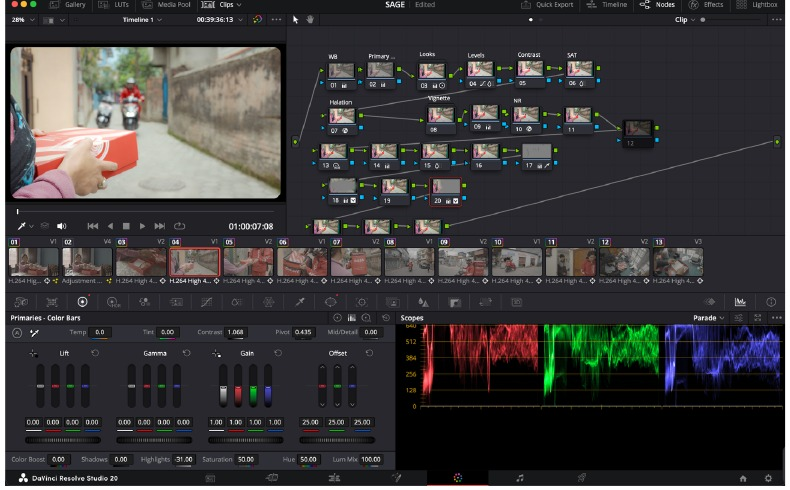 Gallery LUTs Media Pool Clips SAGE Edited Quick Export Timeline Nodes Effects Lightbox
28% Timeline 1 00:39:36:13 Clip
WB Primary ... Looks Levels Contrast SAT
01 02 03 04 05 06
Halation Vignette NR
07 08 09 10 11 12
13 14 15 16 17
18 19 20
01:00:07:08
01 V1 02 V4 03 V2 04 V1 05 V2 06 V1 07 V2 08 V1 09 V2 10 V1 11 V2 12 V2 13 V3
H.264 Hig... Adjustment ... H.264 High 4... H.264 High 4... H.264 High 4... H.264 High 4... H.264 High 4... H.264 High 4... H.264 High 4... H.264 High 4... H.264 High 4... H.264 High 4... H.264 High 4...
Primaries - Color Bars Scopes Parade
Temp 0.0 Tint 0.00 Contrast 1.068 Pivot 0.435 Mid/Detail 0.00
Lift Gamma Gain Offset
0.00 0.00 0.00 0.00 0.00 0.00 0.00 0.00 1.00 1.00 1.00 1.00 25.00 25.00 25.00
Color Boost 0.00 Shadows 0.00 Highlights -31.00 Saturation 50.00 Hue 50.00 Lum Mix 100.00
640
512
384
256
128
0
DaVinci Resolve Studio 20